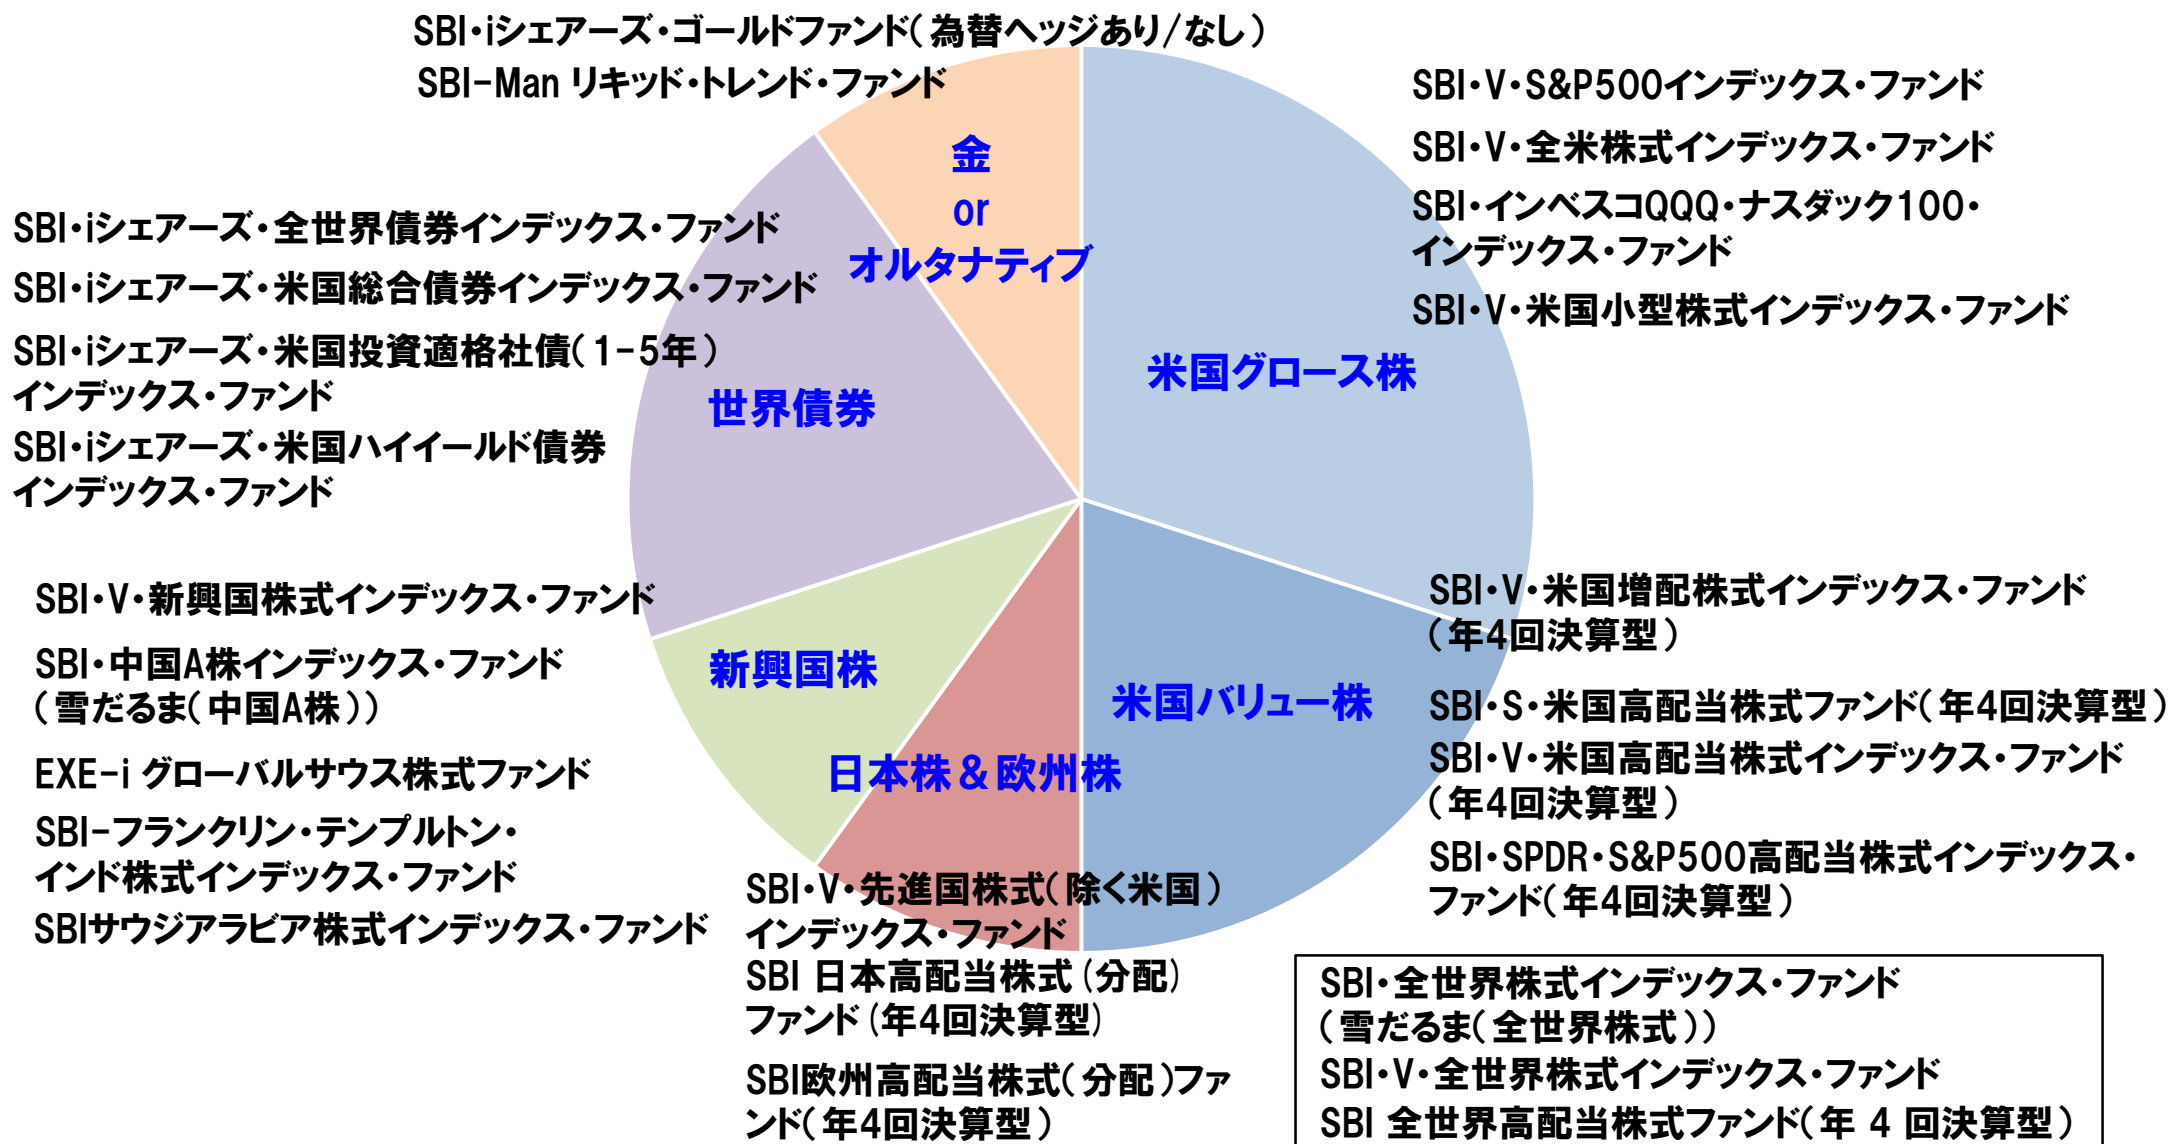 SBI・iシェアーズ・ゴールドファンド（為替ヘッジあり/なし）
SBI-Man リキッド・トレンド・ファンド
金
or
オルタナティブ
SBI・V・S&P500インデックス・ファンド
SBI・V・全米株式インデックス・ファンド
SBI・インベスコQQQ・ナスダック100・
インデックス・ファンド
SBI・V・米国小型株式インデックス・ファンド
米国グロース株
SBI・iシェアーズ・全世界債券インデックス・ファンド
SBI・iシェアーズ・米国総合債券インデックス・ファンド
SBI・iシェアーズ・米国投資適格社債（1-5年）
インデックス・ファンド
SBI・iシェアーズ・米国ハイイールド債券
インデックス・ファンド
世界債券
SBI・V・新興国株式インデックス・ファンド
SBI・中国A株インデックス・ファンド
（雪だるま（中国A株））
EXE-i グローバルサウス株式ファンド
SBI-フランクリン・テンプルトン・
インド株式インデックス・ファンド
SBIサウジアラビア株式インデックス・ファンド
新興国株
日本株＆欧州株
SBI・V・先進国株式（除く米国）
インデックス・ファンド
SBI 日本高配当株式(分配)
ファンド(年4回決算型)
SBI欧州高配当株式（分配）ファ
ンド（年4回決算型）
米国バリュー株
SBI・V・米国増配株式インデックス・ファンド
（年4回決算型）
SBI・S・米国高配当株式ファンド（年4回決算型）
SBI・V・米国高配当株式インデックス・ファンド
（年4回決算型）
SBI・SPDR・S&P500高配当株式インデックス・
ファンド（年4回決算型）
SBI・全世界株式インデックス・ファンド
（雪だるま（全世界株式））
SBI・V・全世界株式インデックス・ファンド
SBI 全世界高配当株式ファンド（年 4 回決算型）